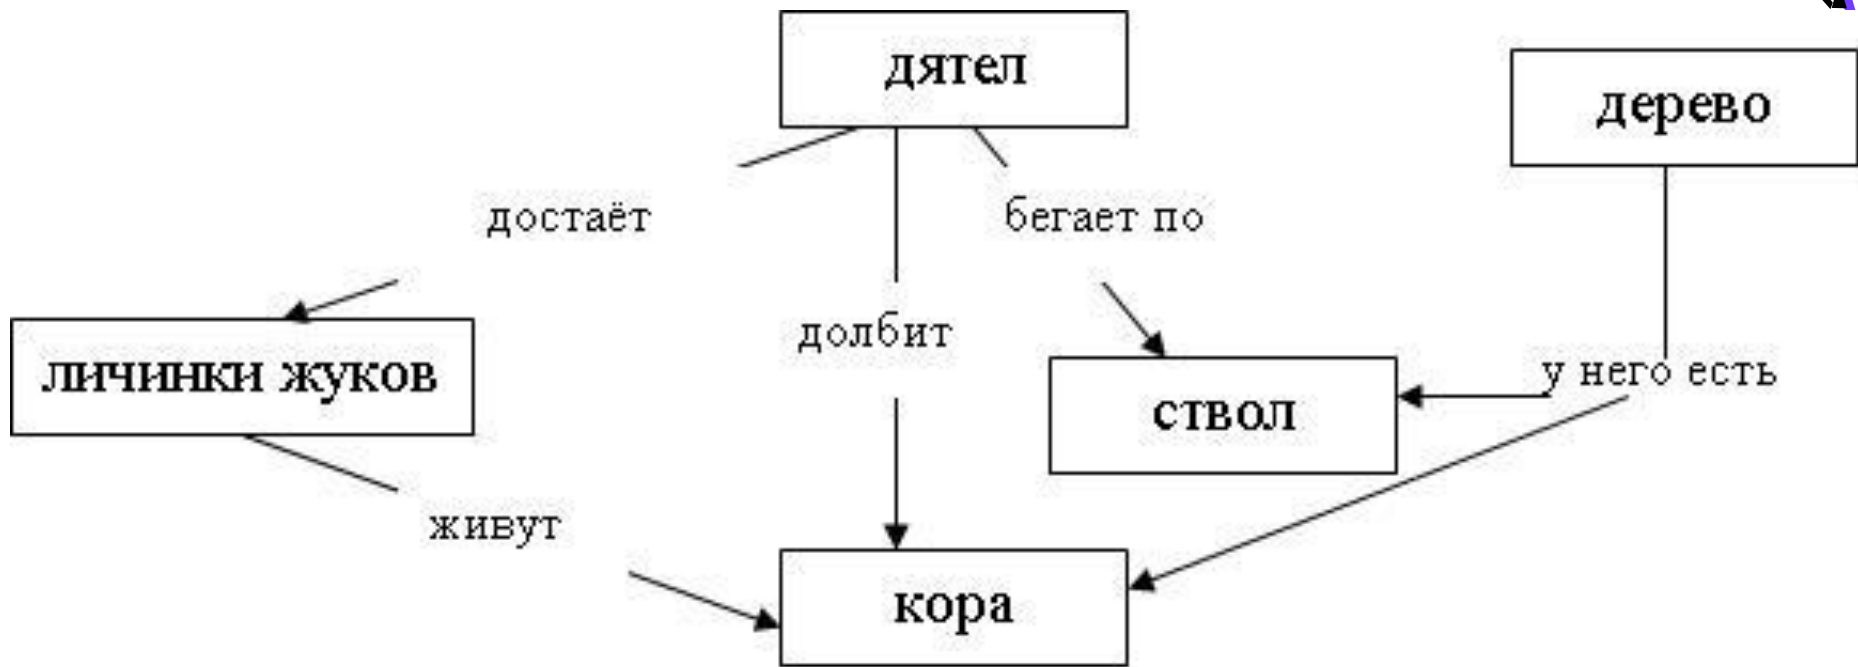 дятел
дерево
достаёт
бегает по
долбит
личинки жуков
у него есть
ствол
живут
кора